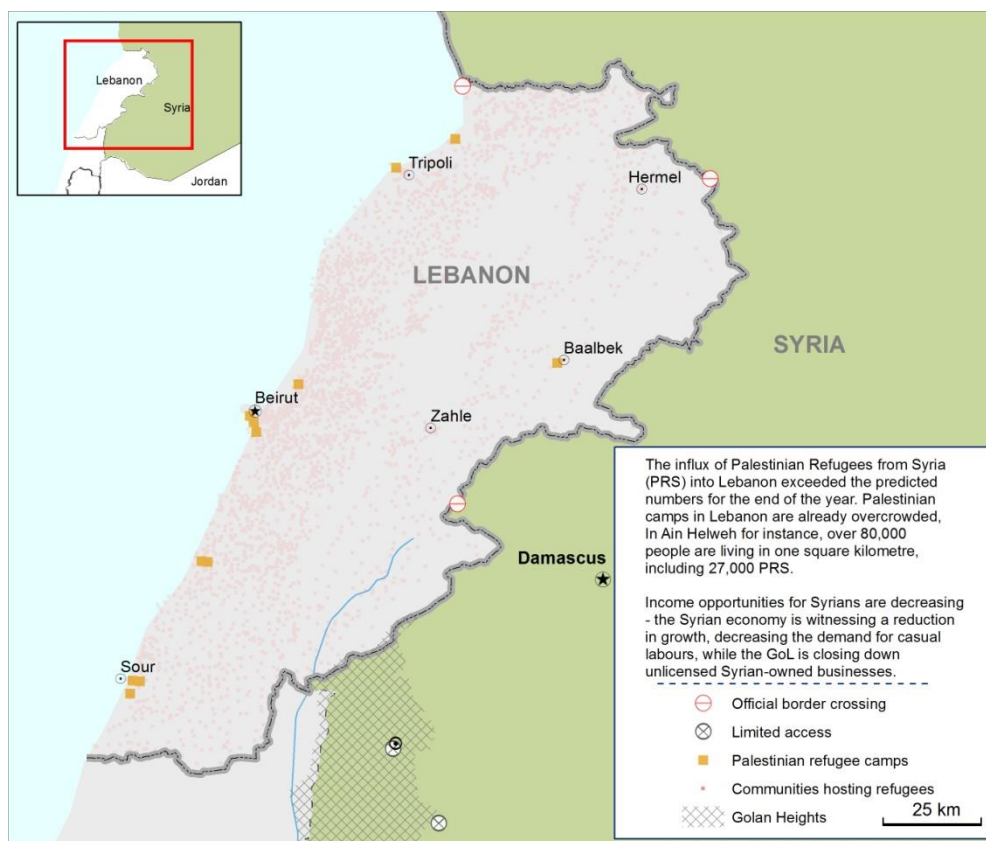 Lebanon
Syria
Jordan
Tripoli
Hermel
LEBANON
Baalbek
SYRIA
Beirut
Zahle
Damascus
Sour
The influx of Palestinian Refugees from Syria
(PRS) into Lebanon exceeded the predicted
numbers for the end of the year. Palestinian
camps in Lebanon are already overcrowded,
In Ain Helweh for instance, over 80,000
people are living in one square kilometre,
including 27,000 PRS.
Income opportunities for Syrians are decreasing
- the Syrian economy is witnessing a reduction
in growth, decreasing the demand for casual
labours, while the GoL is closing down
unlicensed Syrian-owned businesses.
Official border crossing
Limited access
Palestinian refugee camps
Communities hosting refugees
Golan Heights
25 km